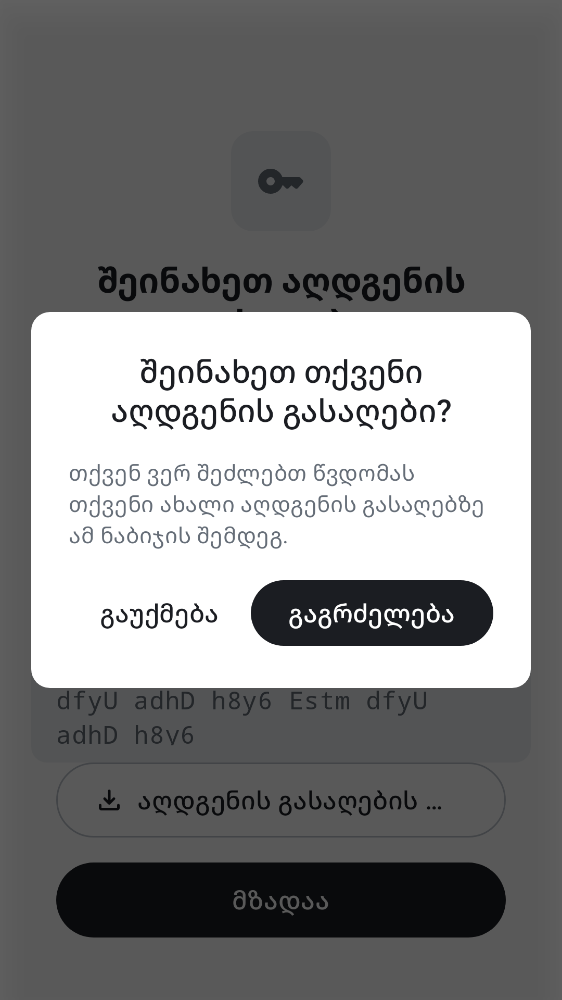 შეინახეთ აღდგენის
შეინახეთ თქვენი
აღდგენის გასაღები?
თქვენ ვერ შეძლებთ წვდომას
თქვენი ახალი აღდგენის გასაღებზე
ამ ნაბიჯის შემდეგ.
გაუქმება
გაგრძელება
dfyU adhD h8y6 Estm dfyU
adhD h8y6
აღდგენის გასაღების ...
მზადაა